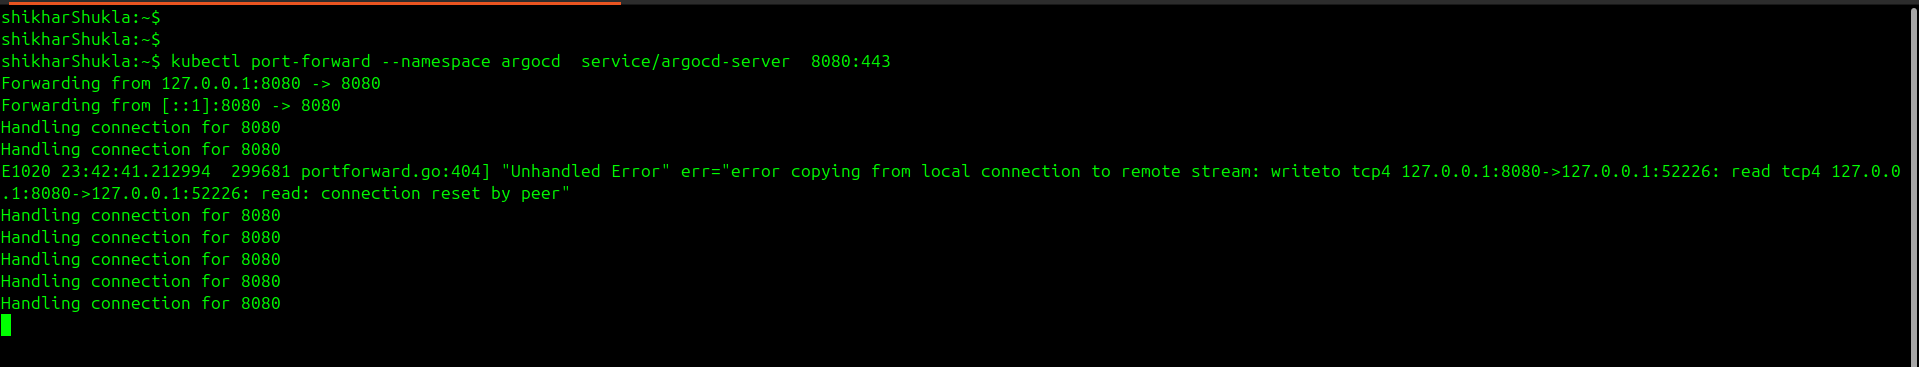 shikharShukla:~$
shikharShukla:~$
shikharShukla:~$ kubectl port-forward --namespace argocd  service/argocd-server  8080:443
Forwarding from 127.0.0.1:8080 -> 8080
Forwarding from [::1]:8080 -> 8080
Handling connection for 8080
Handling connection for 8080
E1020 23:42:41.212994  299681 portforward.go:404] "Unhandled Error" err="error copying from local connection to remote stream: writeto tcp4 127.0.0.1:8080->127.0.0.1:52226: read tcp4 127.0.0
.1:8080->127.0.0.1:52226: read: connection reset by peer"
Handling connection for 8080
Handling connection for 8080
Handling connection for 8080
Handling connection for 8080
Handling connection for 8080